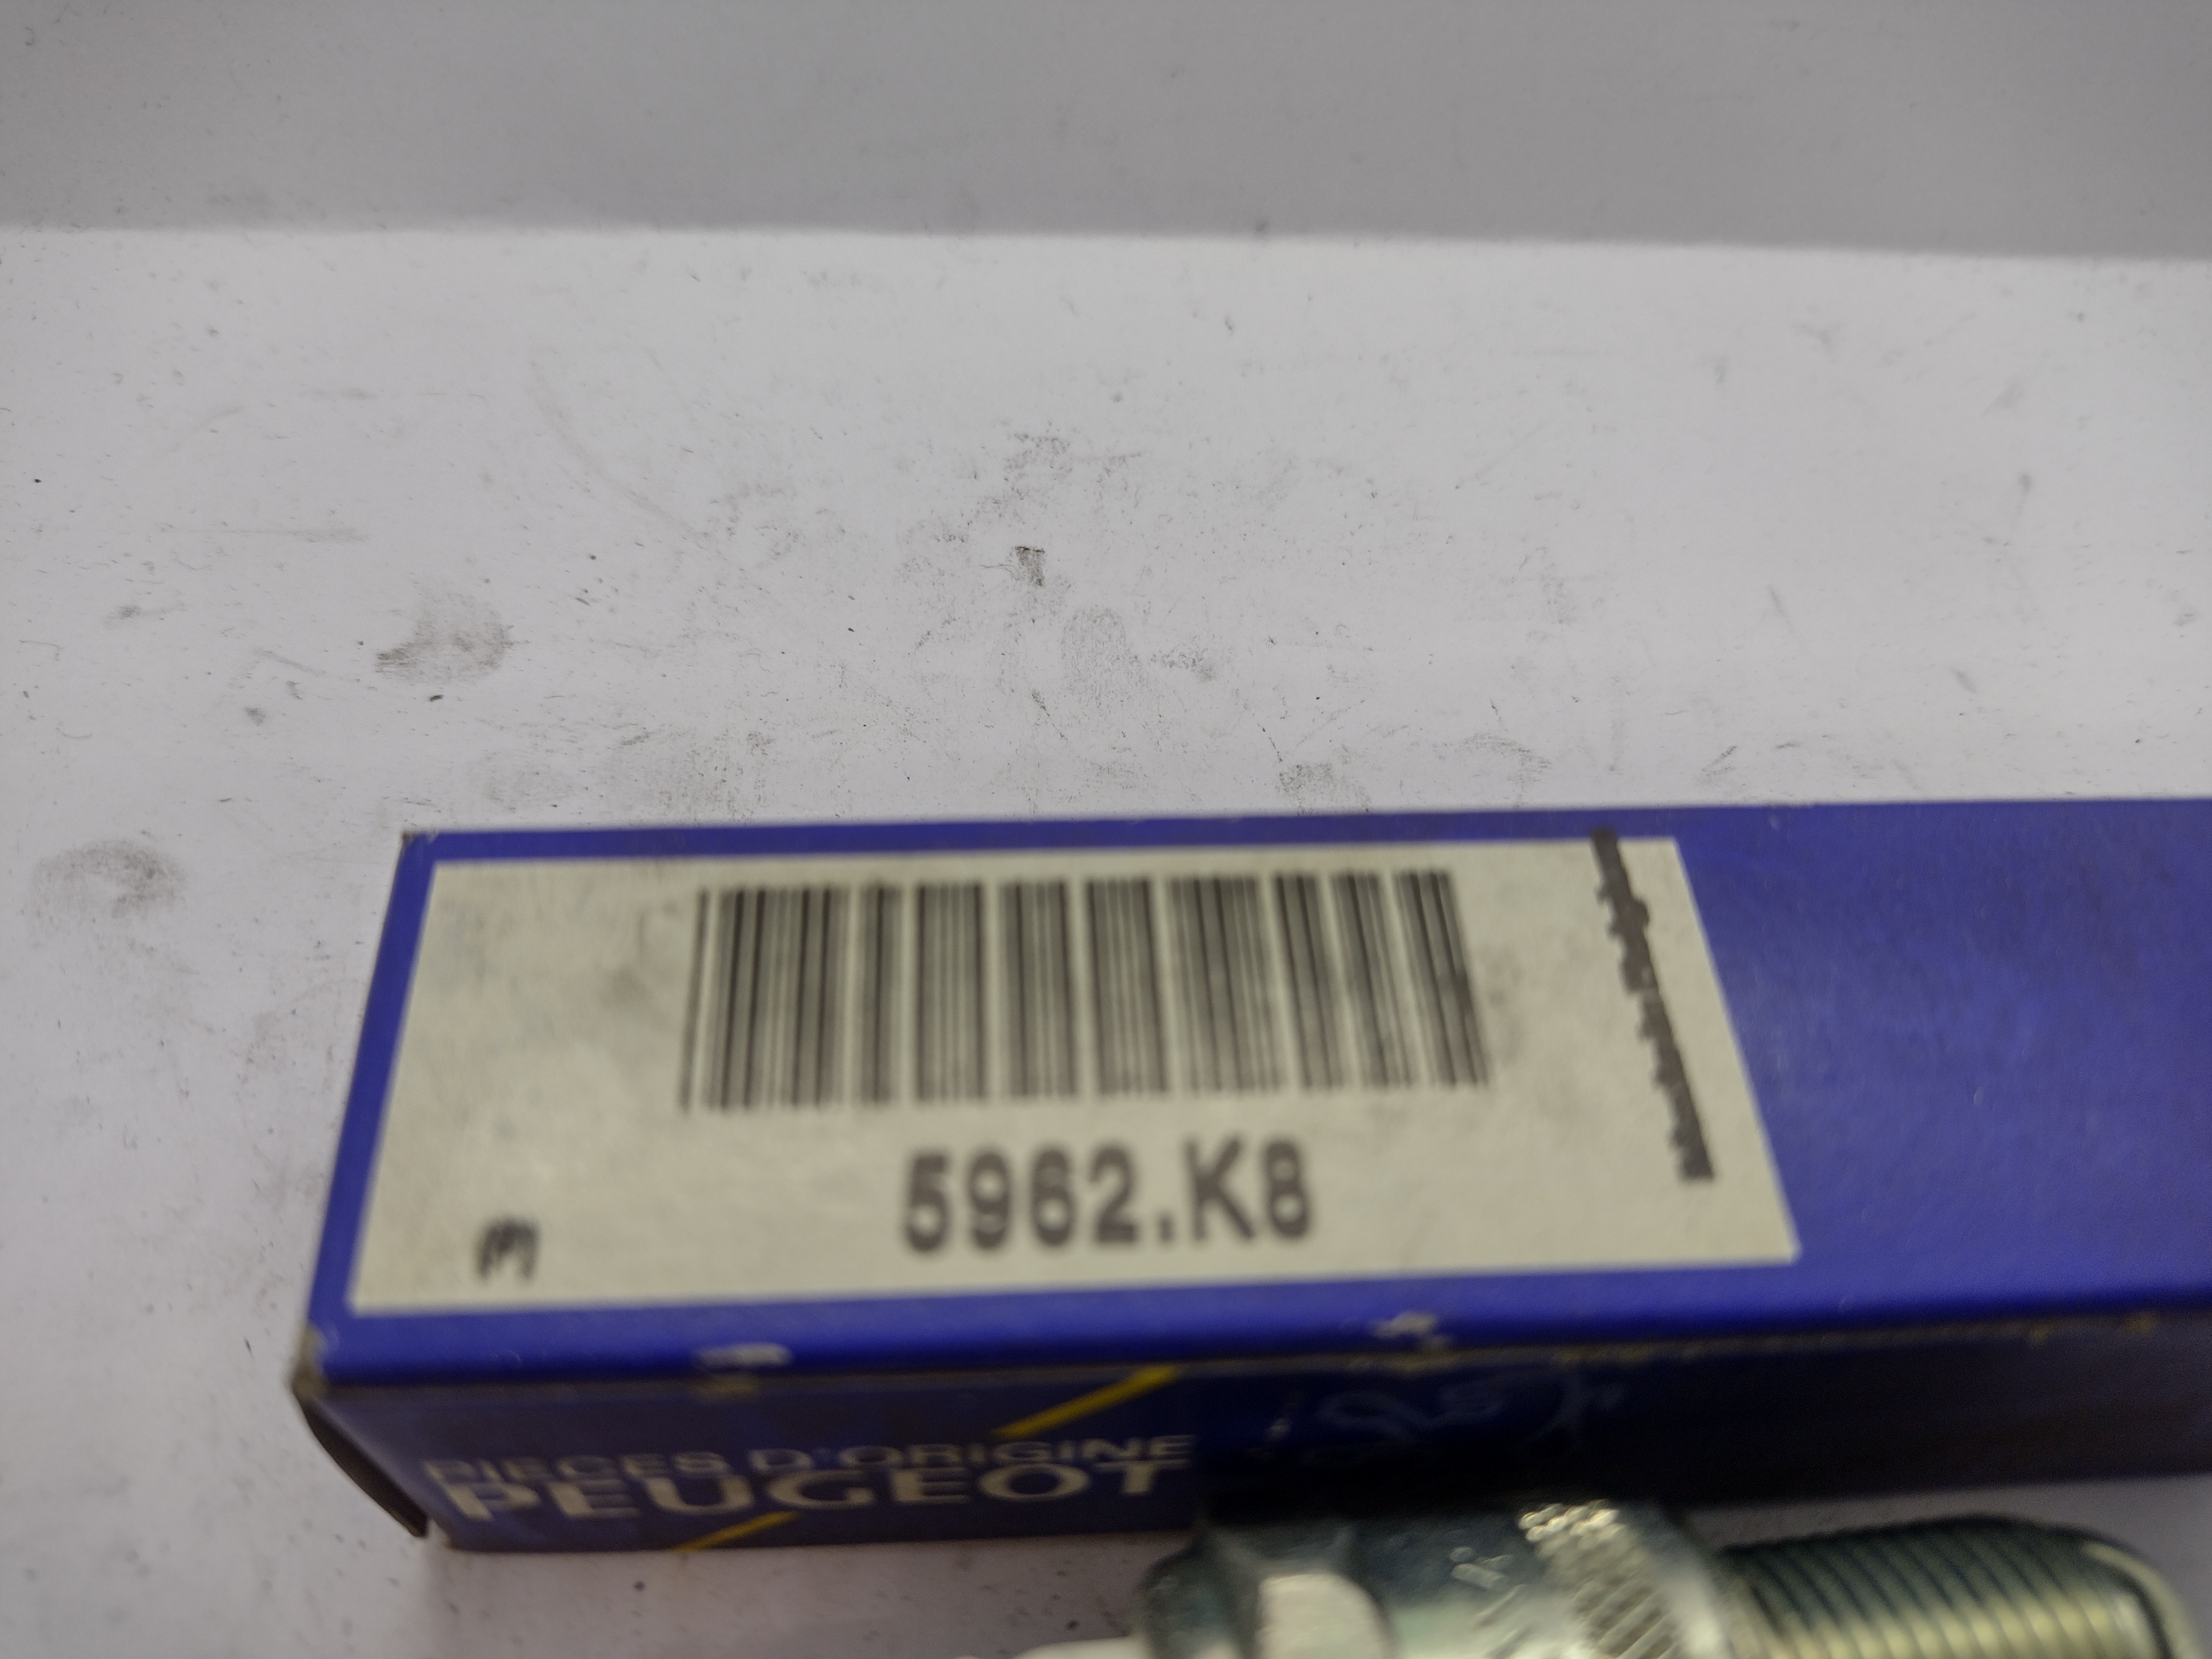 5962.K8
PIECES D'ORIGINE
PEUGEOT